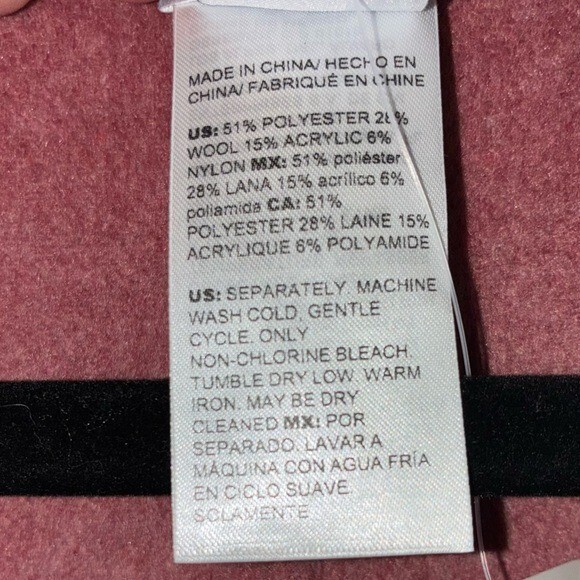 MADE IN CHINA/ HECHO EN
CHINA/ FABRIQUÉ EN CHINE
US: 51% POLYESTER 28%
WOOL 15% ACRYLIC 6%
NYLON MX: 51% poliéster
28% LANA 15% acrílico 6%
poliamida CA: 51%
POLYESTER 28% LAINE 15%
ACRYLIQUE 6% POLYAMIDE
US: SEPARATELY. MACHINE
WASH COLD, GENTLE
CYCLE. ONLY
NON-CHLORINE BLEACH.
TUMBLE DRY LOW. WARM
IRON. MAY BE DRY
CLEANED MX: POR
SEPARADO. LAVAR A
MÁQUINA CON AGUA FRÍA
EN CICLO SUAVE.
SOLAMENTE